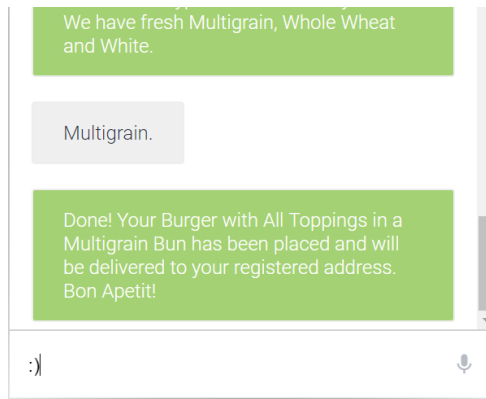 We have fresh Multigrain, Whole Wheat
and White.
Multigrain.
Done! Your Burger with All Toppings in a
Multigrain Bun has been placed and will
be delivered to your registered address.
Bon Apetit!
:)